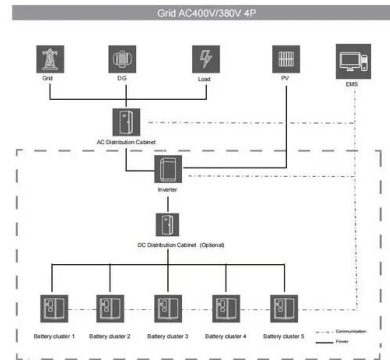 Grid AC400V/380V 4P
Grid
DG
Load
PV
EMS
AC Distribution Cabinet
Inverter
DC Distribution Cabinet (Optional)
Battery cluster 1
Battery cluster 2
Battery cluster 3
Battery cluster 4
Battery cluster 5
Communication
Power